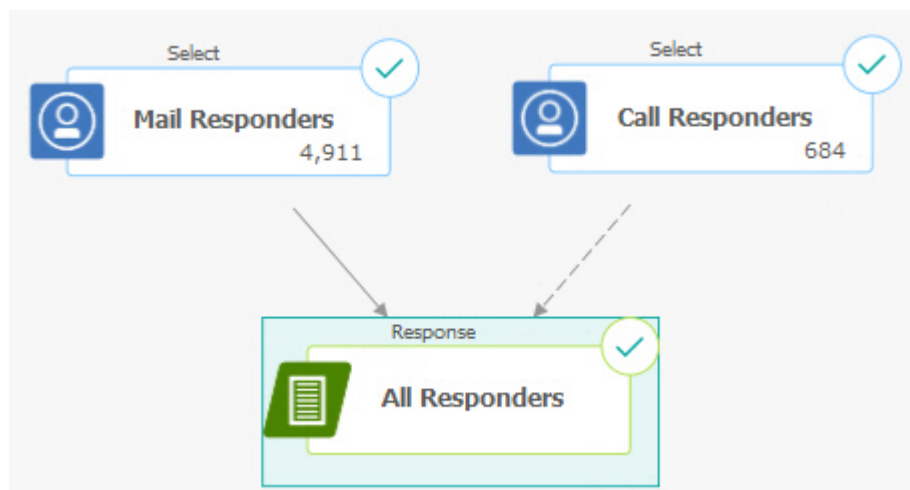 Select
Mail Responders
4,911
Select
Call Responders
684
Response
All Responders